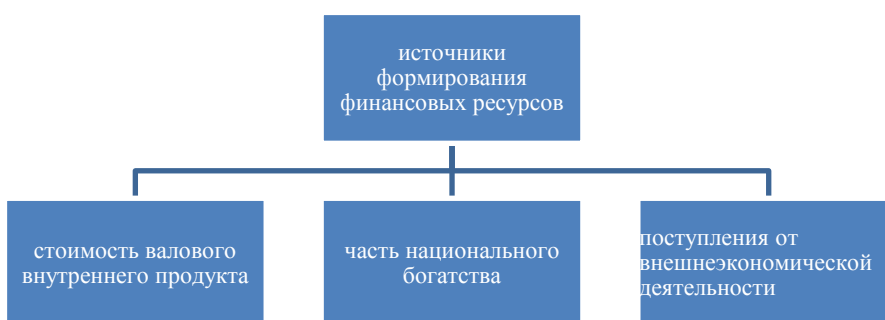 источники
формирования
финансовых ресурсов
стоимость валового
внутреннего продукта
часть национального
богатства
поступления от
внешнеэкономической
деятельности